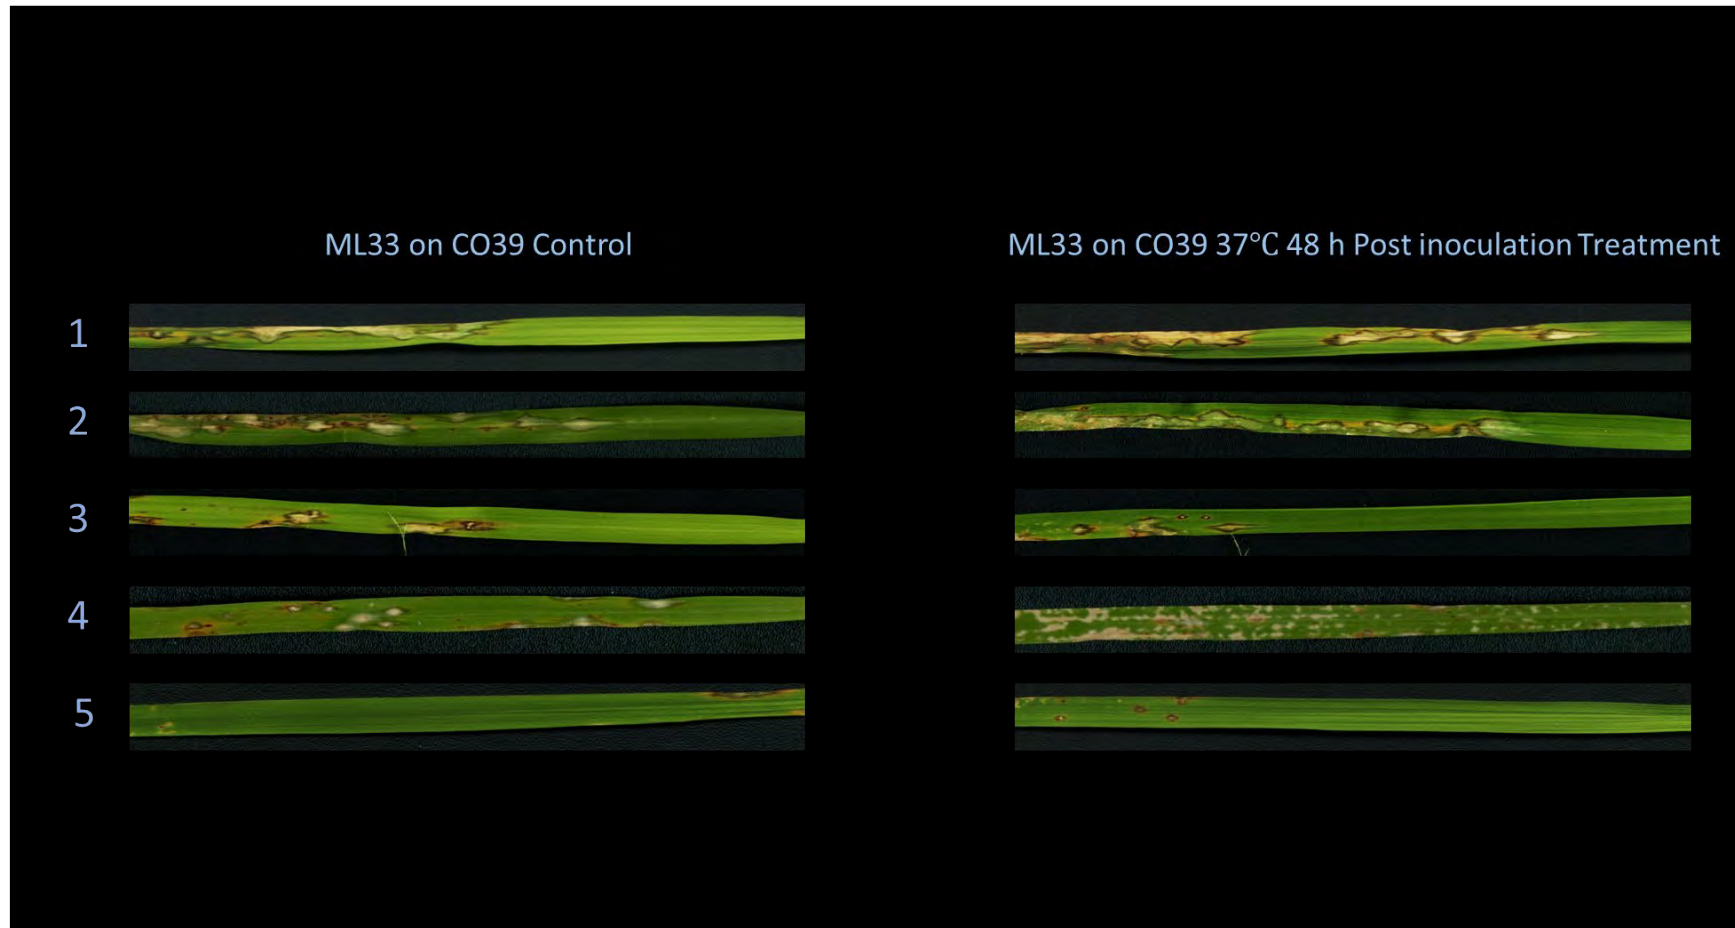 ML33 on CO39 Control
ML33 on CO39 37℃ 48 h Post inoculation Treatment
1
2
3
4
5